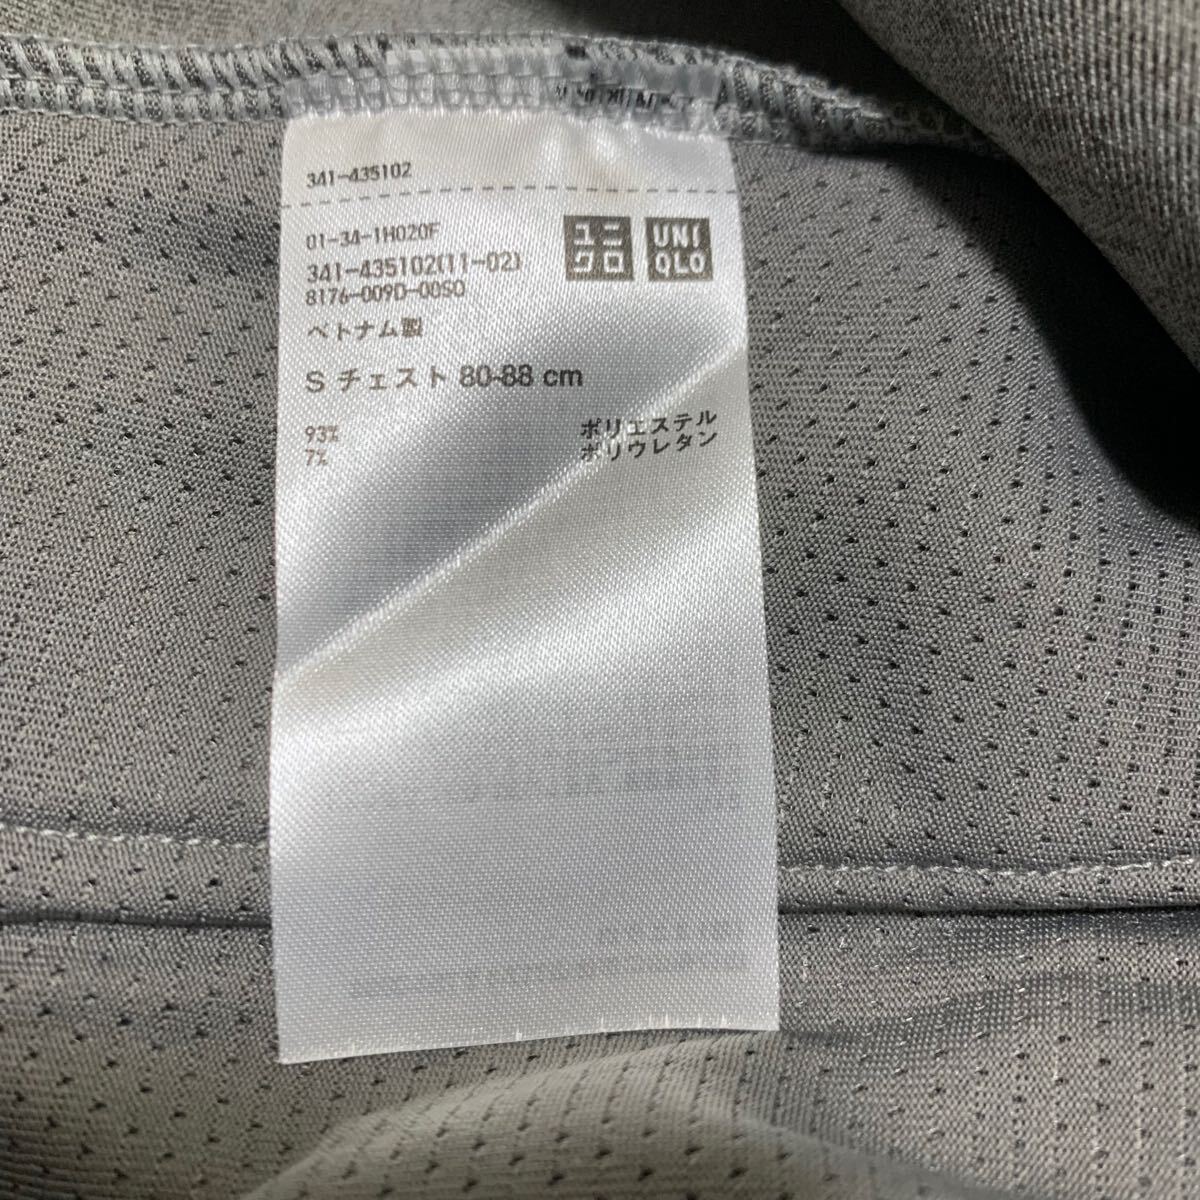 341-435102
01-34-1H020F
341-435102(11-02)
8176-009D-00SO
ユニ
クロ
UNI
QLO
ベトナム製
S チェスト 80-88 cm
93% ポリエステル
7% ポリウレタン